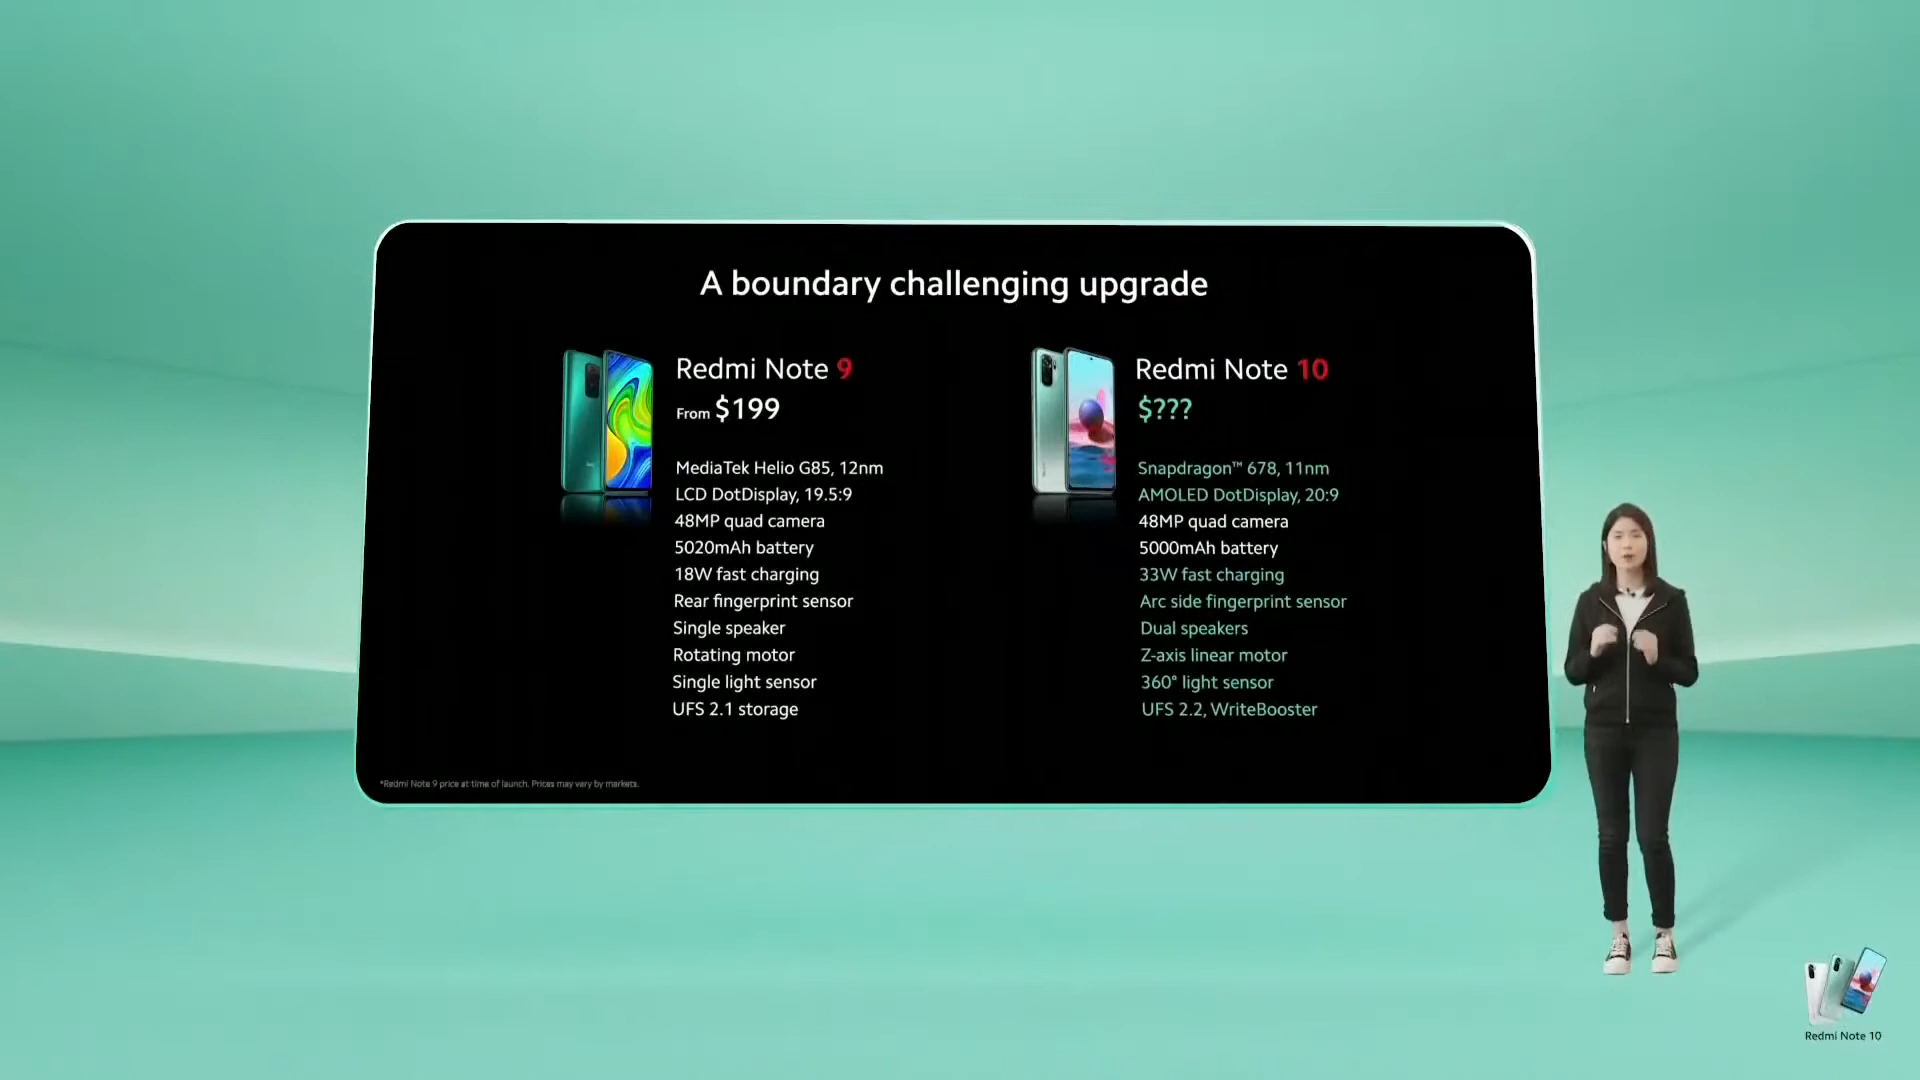 A boundary challenging upgrade
Redmi Note 9
From $199
MediaTek Helio G85, 12nm
LCD DotDisplay, 19.5:9
48MP quad camera
5020mAh battery
18W fast charging
Rear fingerprint sensor
Single speaker
Rotating motor
Single light sensor
UFS 2.1 storage
Redmi Note 10
$???
Snapdragon™ 678, 11nm
AMOLED DotDisplay, 20:9
48MP quad camera
5000mAh battery
33W fast charging
Arc side fingerprint sensor
Dual speakers
Z-axis linear motor
360° light sensor
UFS 2.2, WriteBooster
*Redmi Note 9 price at time of launch. Prices may vary by markets.
Redmi Note 10